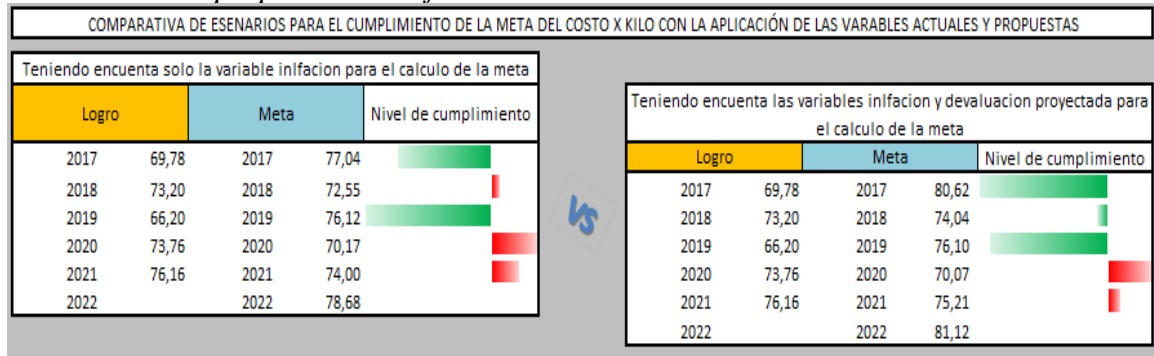 COMPARATIVA DE ESENARIOS PARA EL CUMPLIMIENTO DE LA META DEL COSTO X KILO CON LA APLICACIÓN DE LAS VARABLES ACTUALES Y PROPUESTAS
Teniendo encuenta solo la variable inlfacion para el calculo de la meta
Logro Meta Nivel de cumplimiento
2017 69,78 2017 77,04
2018 73,20 2018 72,55
2019 66,20 2019 76,12
2020 73,76 2020 70,17
2021 76,16 2021 74,00
2022 2022 78,68
VS
Teniendo encuenta las variables inlfacion y devaluacion proyectada para
el calculo de la meta
Logro Meta Nivel de cumplimiento
2017 69,78 2017 80,62
2018 73,20 2018 74,04
2019 66,20 2019 76,10
2020 73,76 2020 70,07
2021 76,16 2021 75,21
2022 2022 81,12